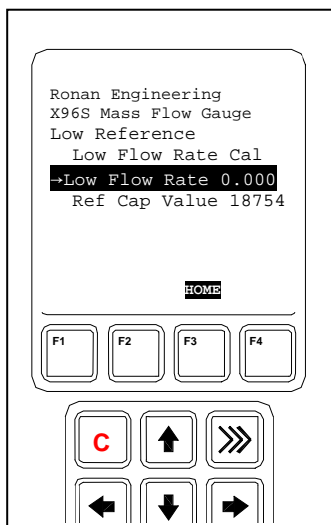 Ronan Engineering
X96S Mass Flow Gauge
Low Reference
Low Flow Rate Cal
→Low Flow Rate 0.000
Ref Cap Value 18754
HOME
F1 F2 F3 F4
C